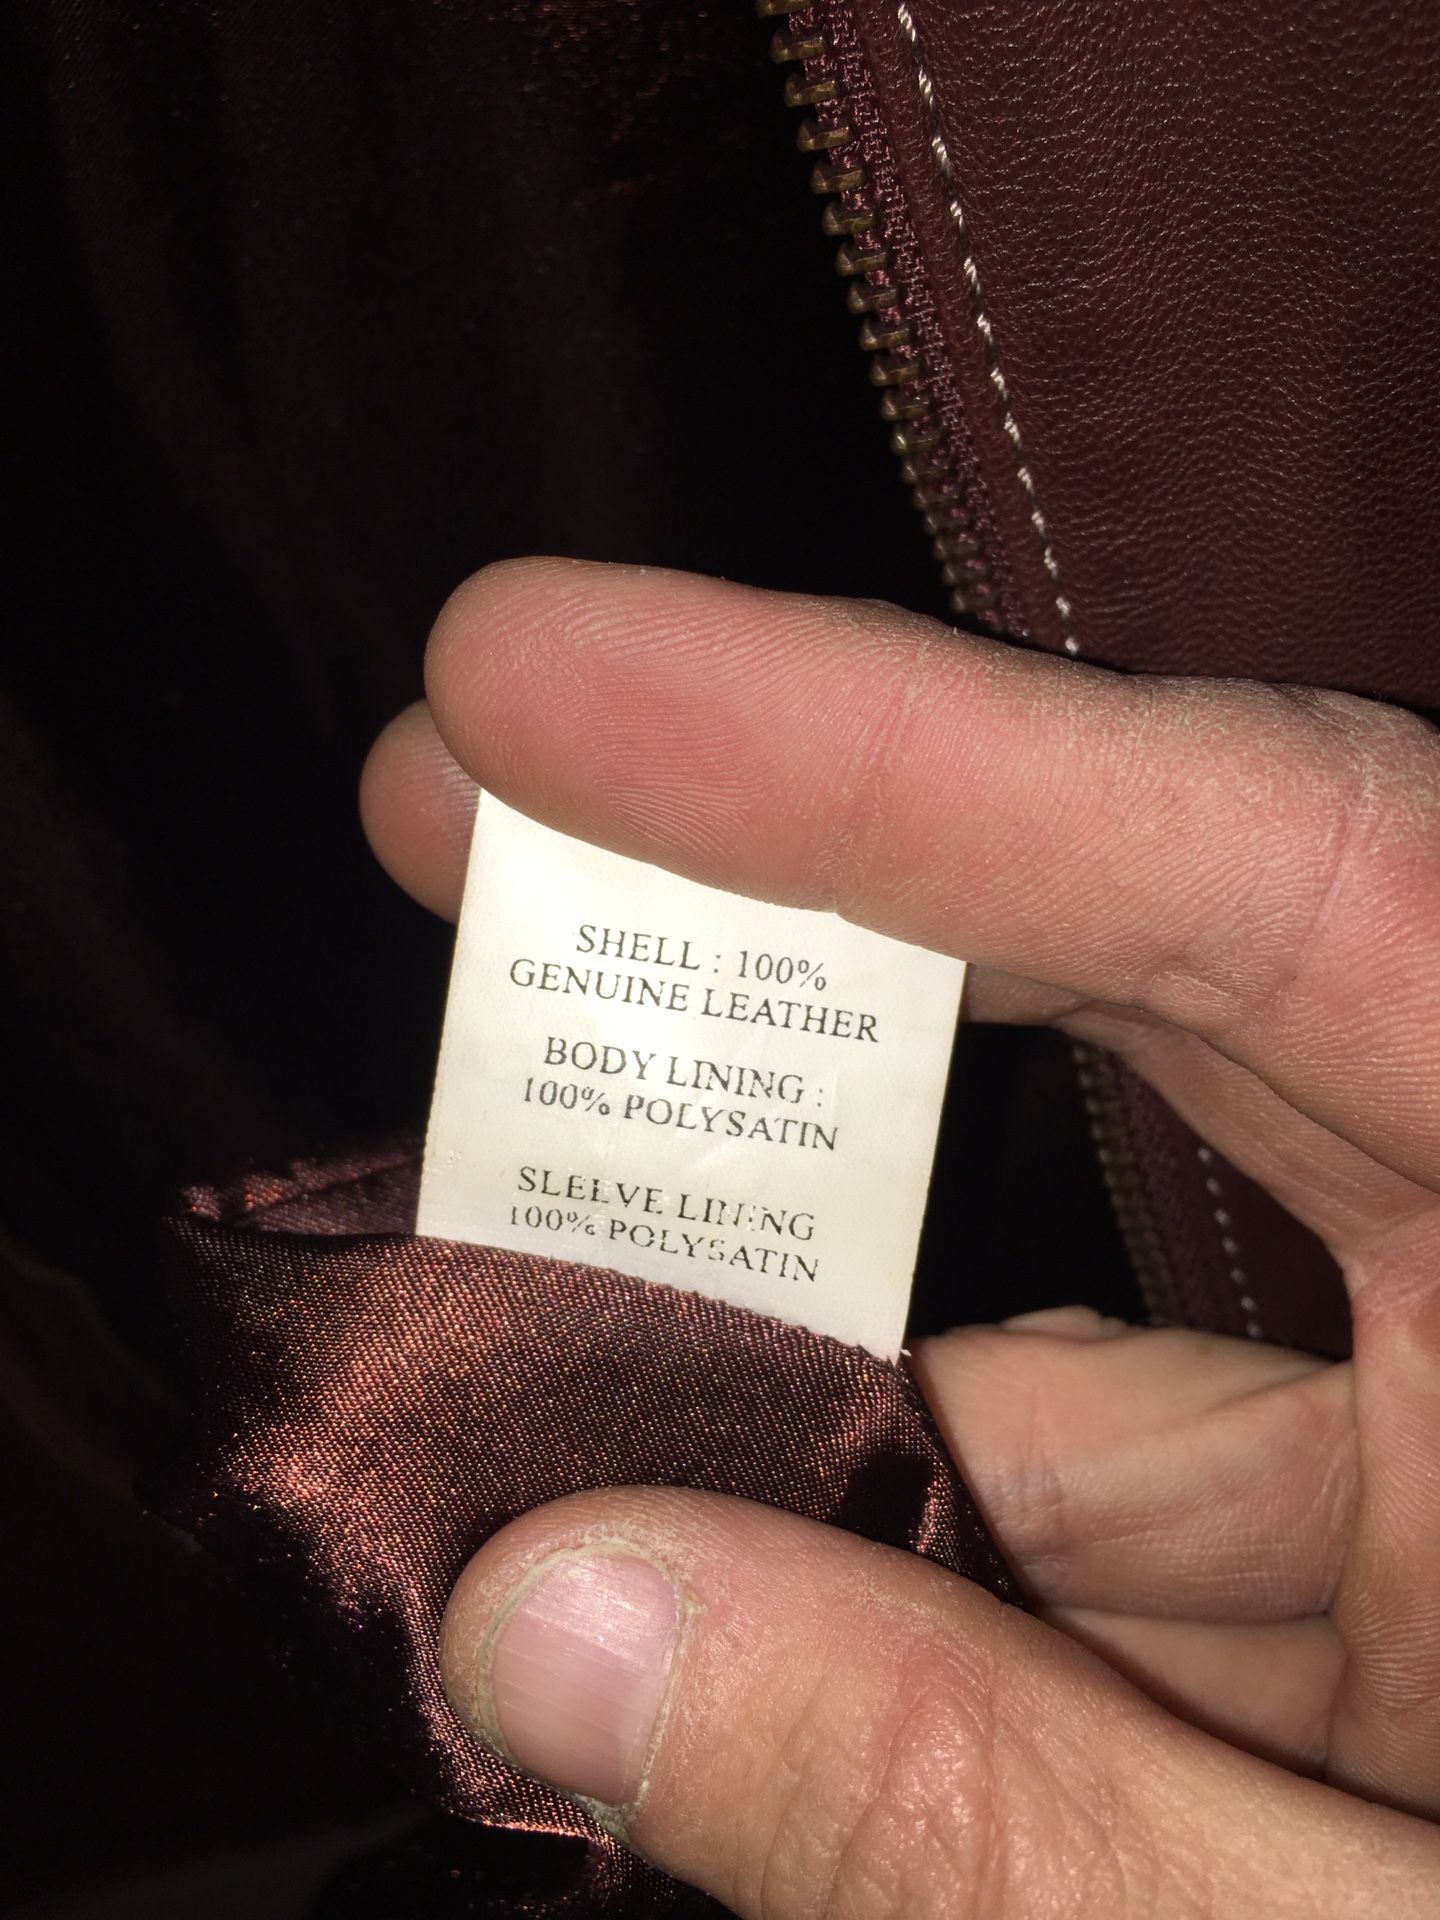 SHELL : 100%
GENUINE LEATHER
BODY LINING :
100% POLYSATIN
SLEEVE LINING
100% POLYSATIN